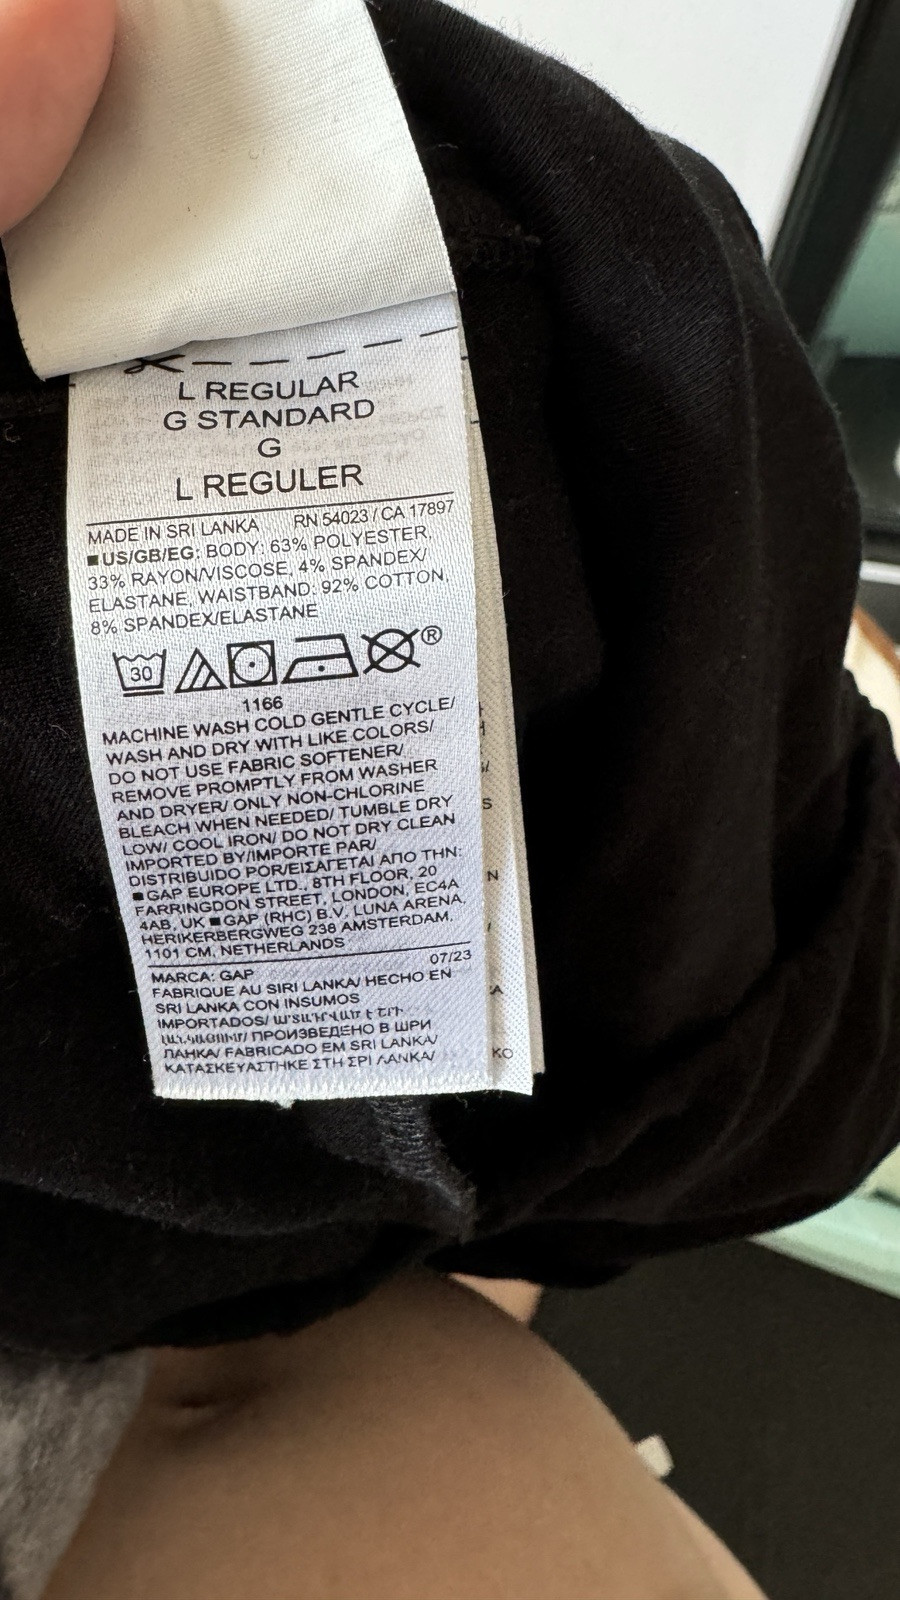 L REGULAR
G STANDARD
G
L REGULER
MADE IN SRI LANKA RN 54023 / CA 17897
■US/GB/EG: BODY: 63% POLYESTER,
33% RAYON/VISCOSE, 4% SPANDEX/
ELASTANE, WAISTBAND: 92% COTTON,
8% SPANDEX/ELASTANE
30 ®
1166
MACHINE WASH COLD GENTLE CYCLE/
WASH AND DRY WITH LIKE COLORS/
DO NOT USE FABRIC SOFTENER/
REMOVE PROMPTLY FROM WASHER
AND DRYER/ ONLY NON-CHLORINE
BLEACH WHEN NEEDED/ TUMBLE DRY
LOW/ COOL IRON/ DO NOT DRY CLEAN
IMPORTED BY/IMPORTE PAR/
DISTRIBUIDO POR/ΕΙΣΑΓΕΤΑΙ ΑΠΟ ΤΗΝ:
■GAP EUROPE LTD., 8TH FLOOR, 20
FARRINGDON STREET, LONDON, EC4A
4AB, UK ■GAP (RHC) B.V, LUNA ARENA,
HERIKERBERGWEG 238 AMSTERDAM,
1101 CM, NETHERLANDS
07/23
MARCA: GAP
FABRIQUE AU SIRI LANKA/ HECHO EN
SRI LANKA CON INSUMOS
IMPORTADOS/
ПРОИЗВЕДЕНО В ШРИ
ЛАНКА/ FABRICADO EM SRI LANKA/
ΚΑΤΑΣΚΕΥΑΣΤΗΚΕ ΣΤΗ ΣΡΙ ΛΑΝΚΑ/
S
N
A
KO